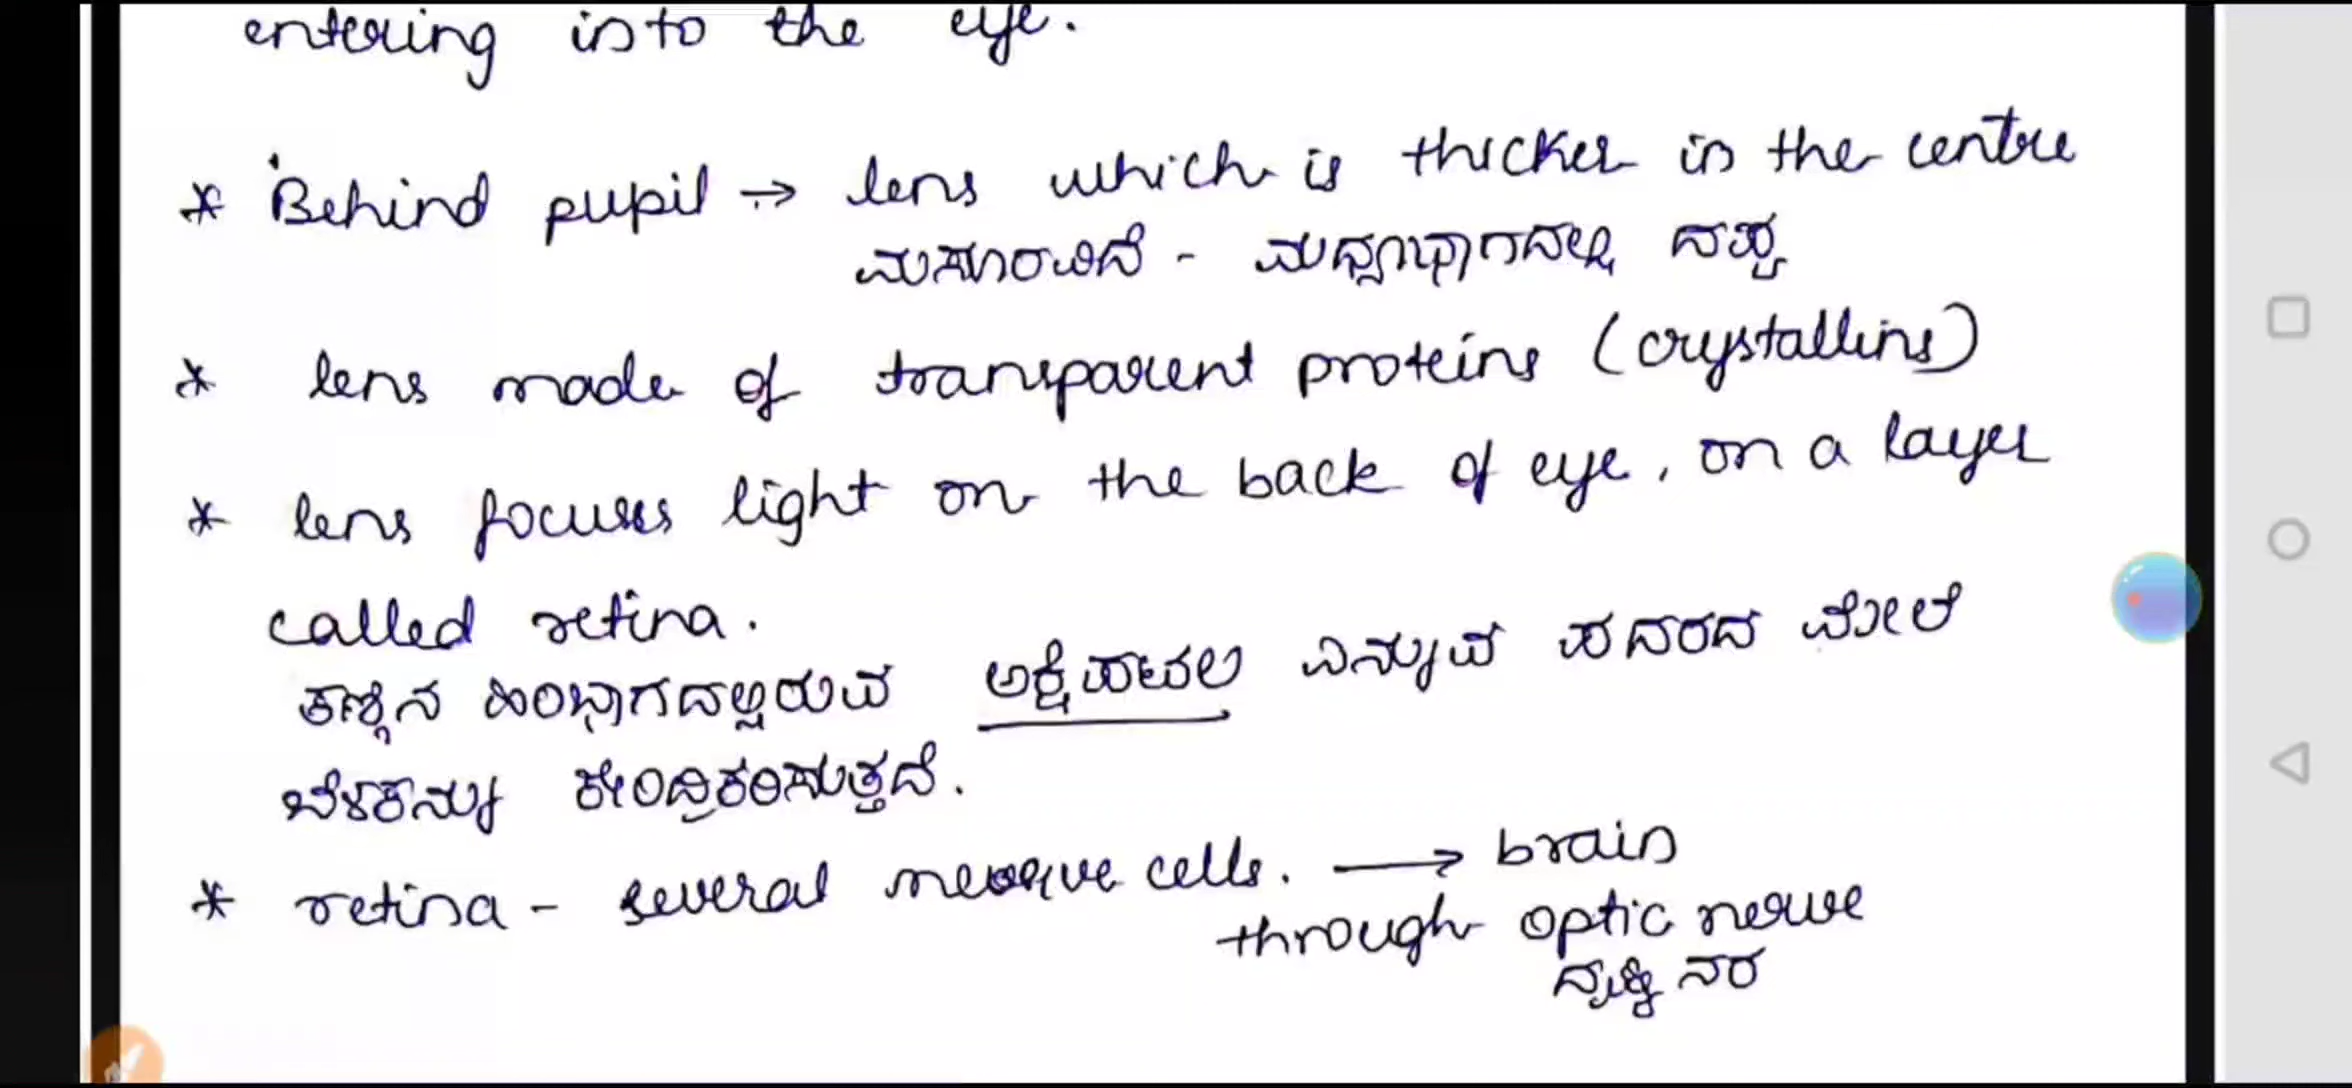 entering into the eye.
* Behind pupil → lens which is thicker in the centre
ಮಸೂರವಿದೆ - ಮಧ್ಯಭಾಗದಲ್ಲಿ ದಪ್ಪ
* lens made of transparent proteins (crystallins)
* lens focuses light on the back of eye, on a layer
called retina.
ಕಣ್ಣಿನ ಹಿಂಭಾಗದಲ್ಲಿರುವ ಅಕ್ಷಿಪಟಲ ಎನ್ನುವ ಪದರದ ಮೇಲೆ
ಬೆಳಕನ್ನು ಕೇಂದ್ರಿಕರಿಸುತ್ತದೆ.
* retina - several nerve cells. → brain
through optic nerve
ದೃಷ್ಟಿ ನರ